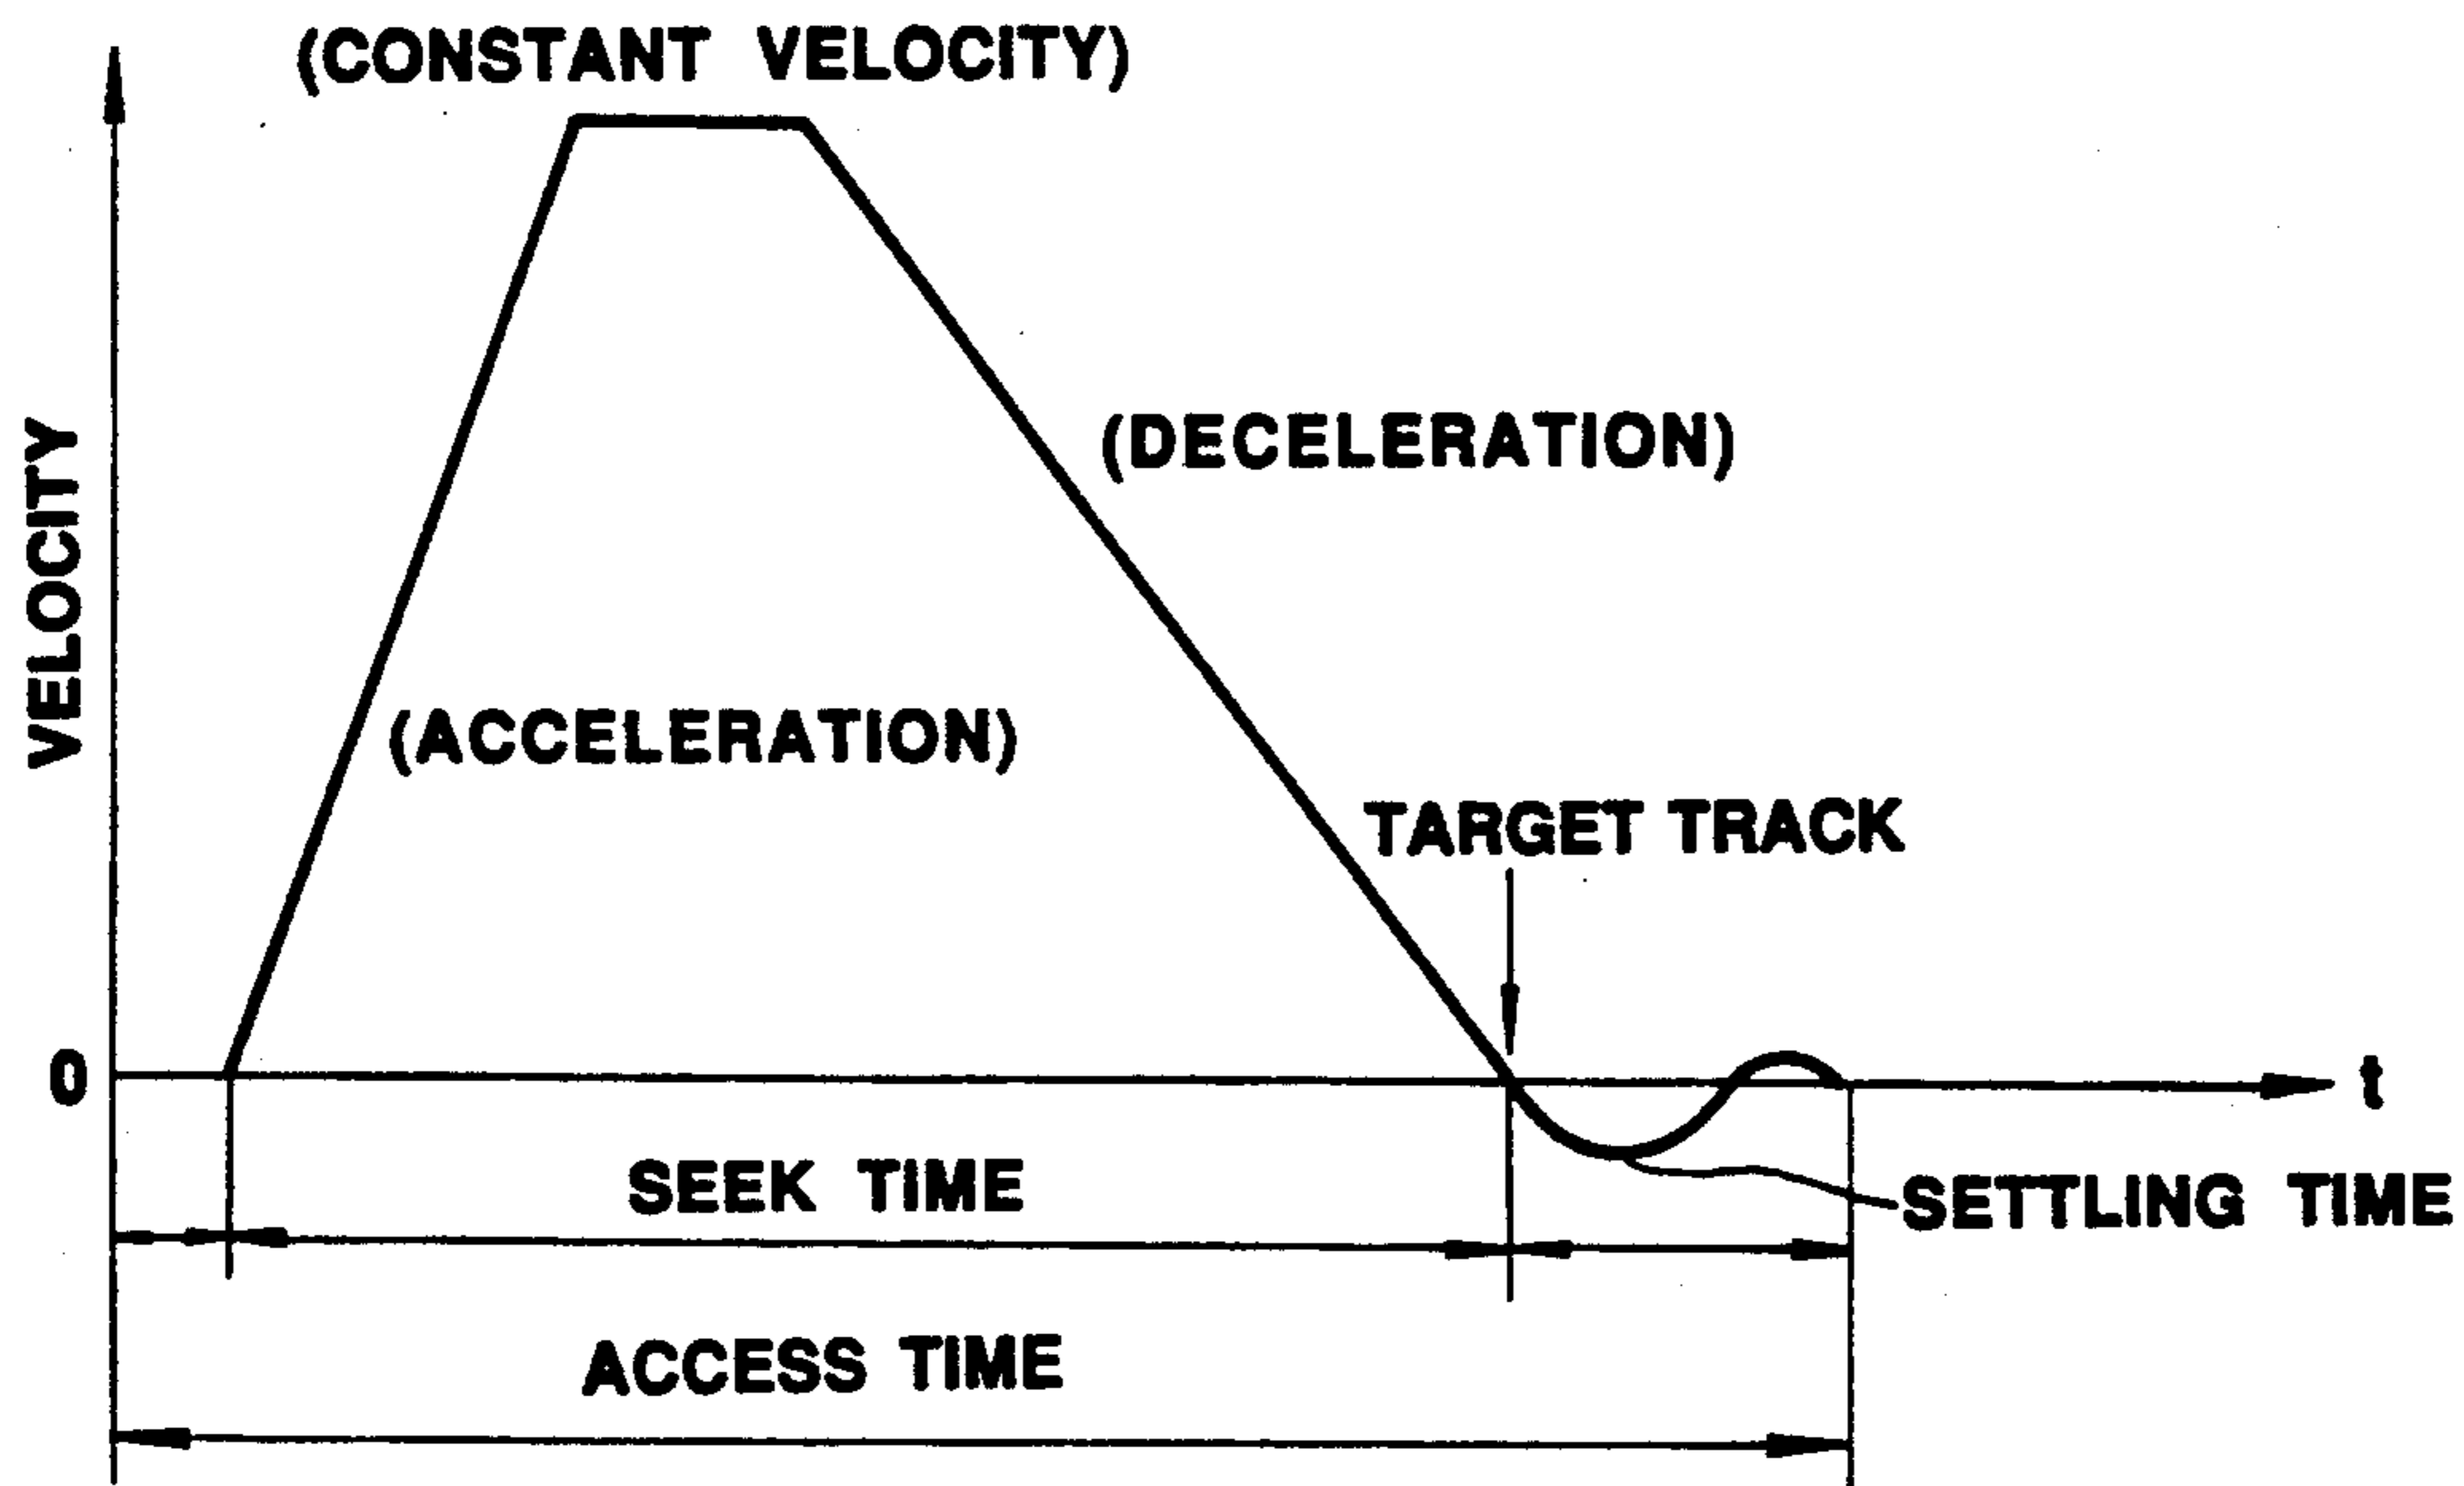 (CONSTANT VELOCITY)
VELOCITY
(DECELERATION)
(ACCELERATION)
TARGET TRACK
0
t
SEEK TIME
SETTLING TIME
ACCESS TIME